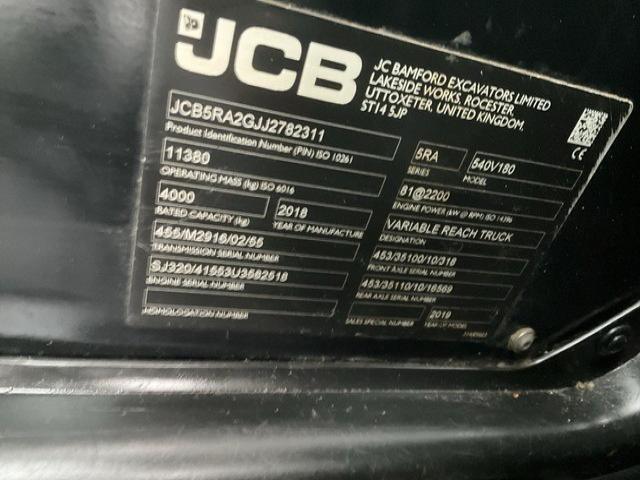 JCB
JC BAMFORD EXCAVATORS LIMITED
LAKESIDE WORKS, ROCESTER,
UTTOXETER, UNITED KINGDOM,
ST14 5JP
JCB5RA2GJJ2782311
Product Identification Number (PIN) ISO 10261
5RA
SERIES
540V180
MODEL
11380
OPERATING MASS (kg) ISO 6016
81@2200
ENGINE POWER (kW @ RPM) ISO 14396
4000
RATED CAPACITY (kg)
2018
YEAR OF MANUFACTURE
VARIABLE REACH TRUCK
DESIGNATION
455/M2916/02/55
TRANSMISSION SERIAL NUMBER
453/35100/10/318
FRONT AXLE SERIAL NUMBER
SJ320/41553U3582518
ENGINE SERIAL NUMBER
453/35110/10/16569
REAR AXLE SERIAL NUMBER
HOMOLOGATION NUMBER
SALES SPECIAL NUMBER
2019
YEAR OF MODEL
CE